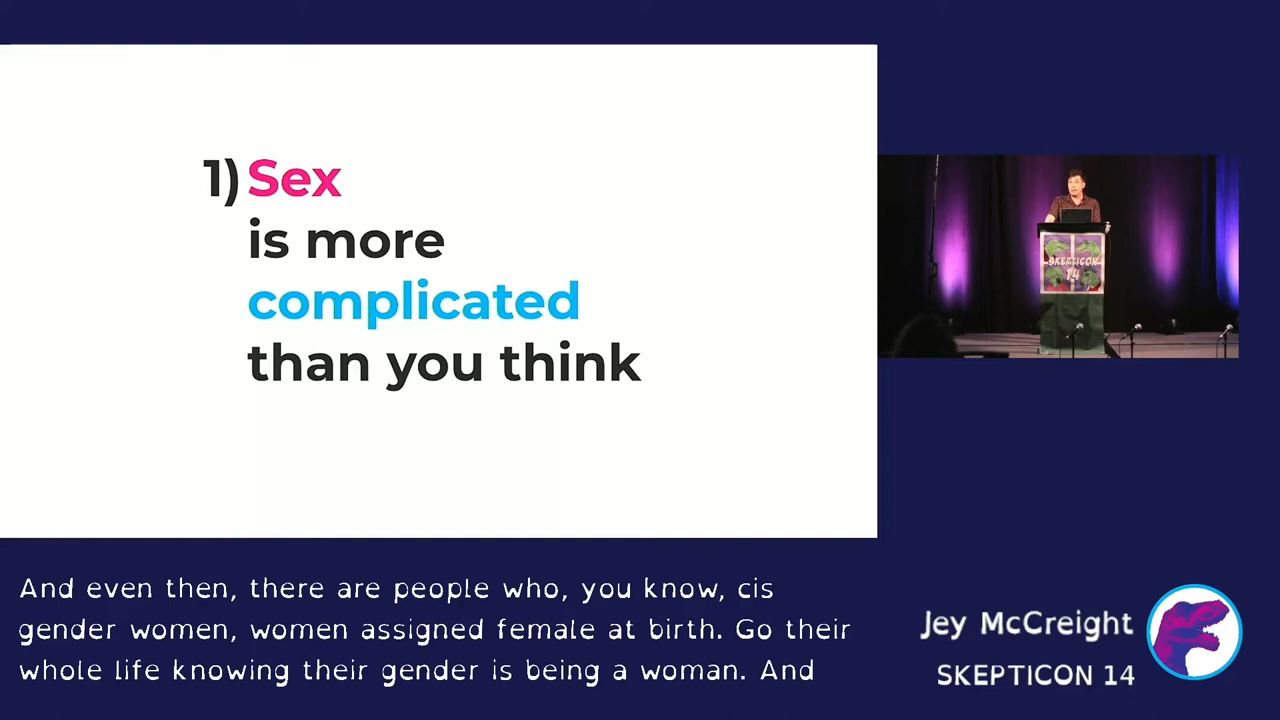 1) Sex
is more
complicated
than you think
SKEPTICON
14
And even then, there are people who, you know, cis
gender women, women assigned female at birth. Go their
whole life knowing their gender is being a woman. And
Jey McCreight
SKEPTICON 14